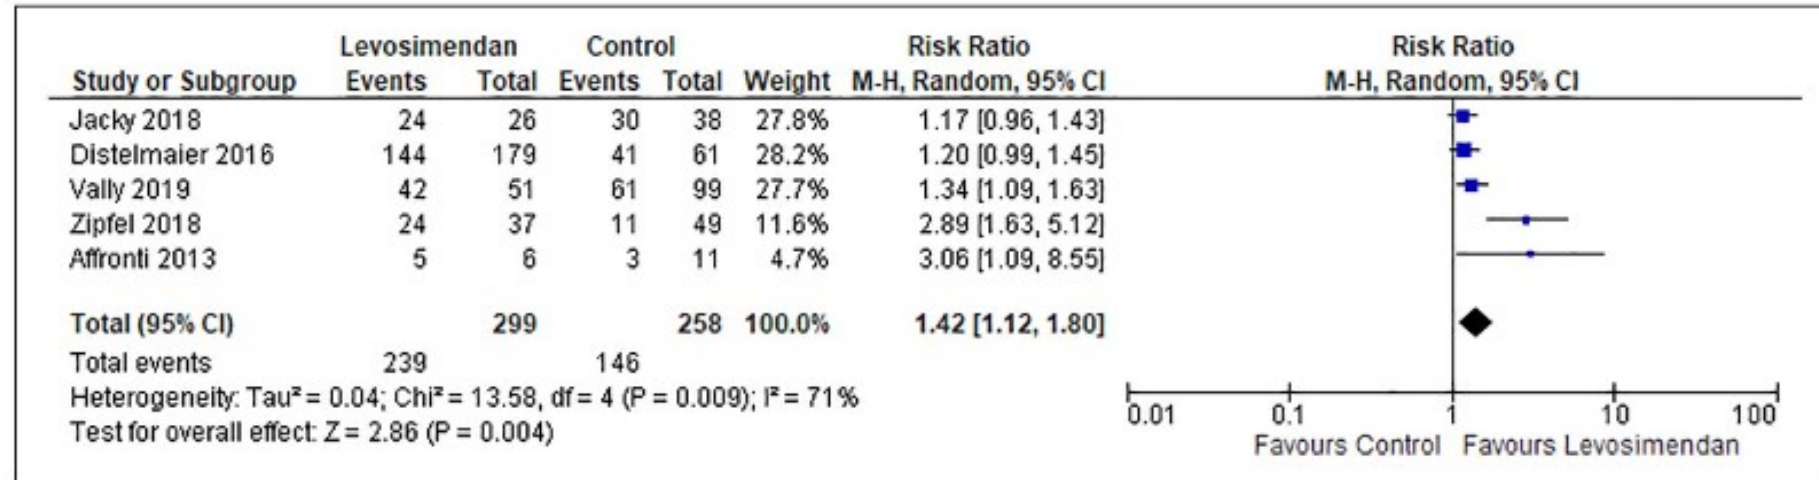 Levosimendan Control Risk Ratio Risk Ratio
Study or Subgroup Events Total Events Total Weight M-H, Random, 95% CI M-H, Random, 95% CI
Jacky 2018 24 26 30 38 27.8% 1.17 [0.96, 1.43]
Distelmaier 2016 144 179 41 61 28.2% 1.20 [0.99, 1.45]
Vally 2019 42 51 61 99 27.7% 1.34 [1.09, 1.63]
Zipfel 2018 24 37 11 49 11.6% 2.89 [1.63, 5.12]
Affronti 2013 5 6 3 11 4.7% 3.06 [1.09, 8.55]
Total (95% CI) 299 258 100.0% 1.42 [1.12, 1.80]
Total events 239 146
Heterogeneity: Tau² = 0.04; Chi² = 13.58, df = 4 (P = 0.009); I² = 71%
0.01 0.1 1 10 100
Test for overall effect: Z = 2.86 (P = 0.004)
Favours Control Favours Levosimendan